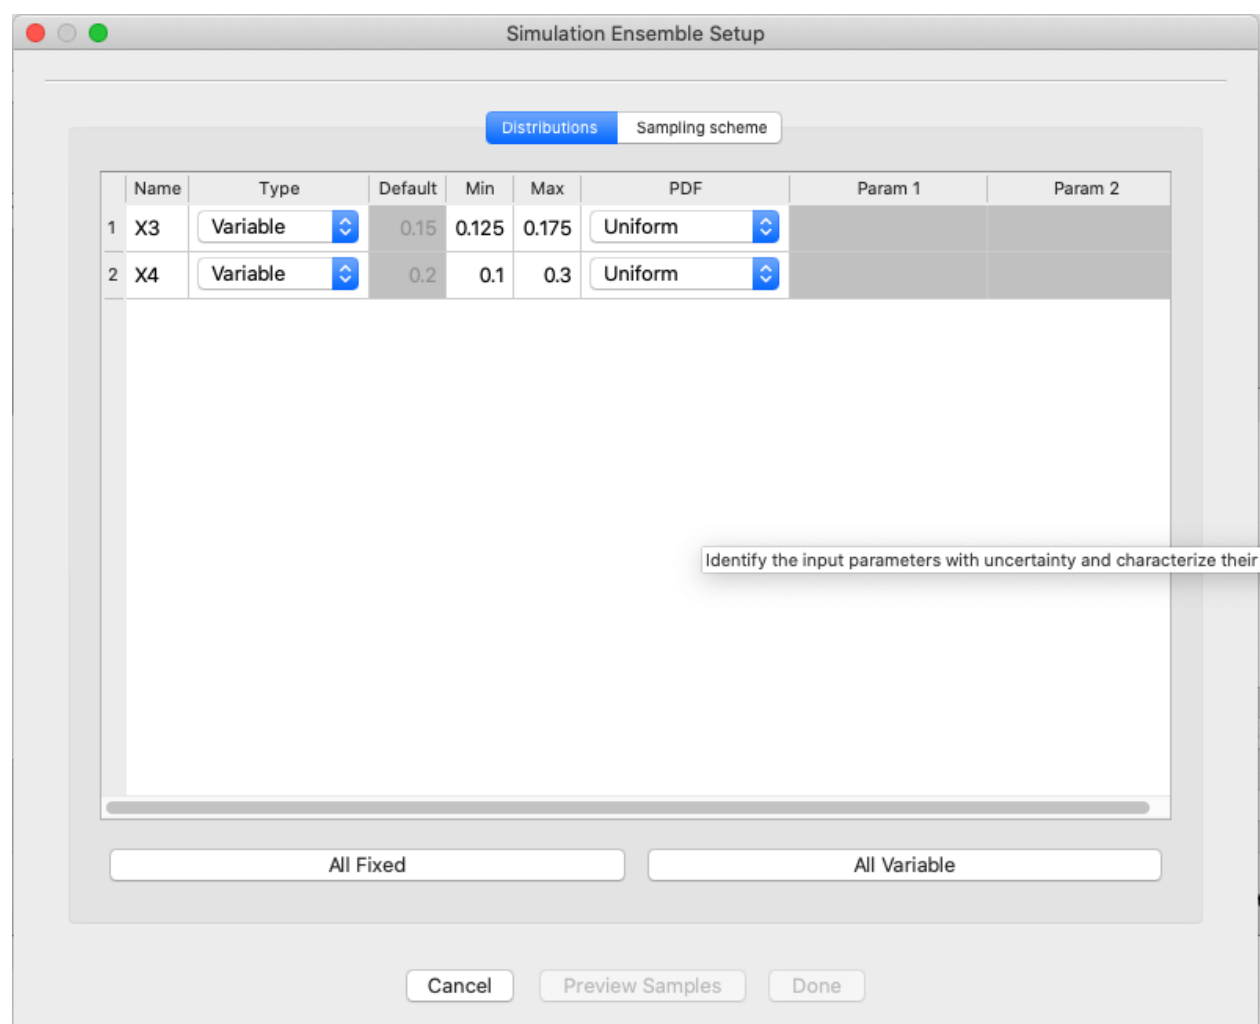 Simulation Ensemble Setup
Distributions Sampling scheme
Name Type Default Min Max PDF Param 1 Param 2
1 X3 Variable 0.15 0.125 0.175 Uniform
2 X4 Variable 0.2 0.1 0.3 Uniform
Identify the input parameters with uncertainty and characterize their
All Fixed All Variable
Cancel Preview Samples Done